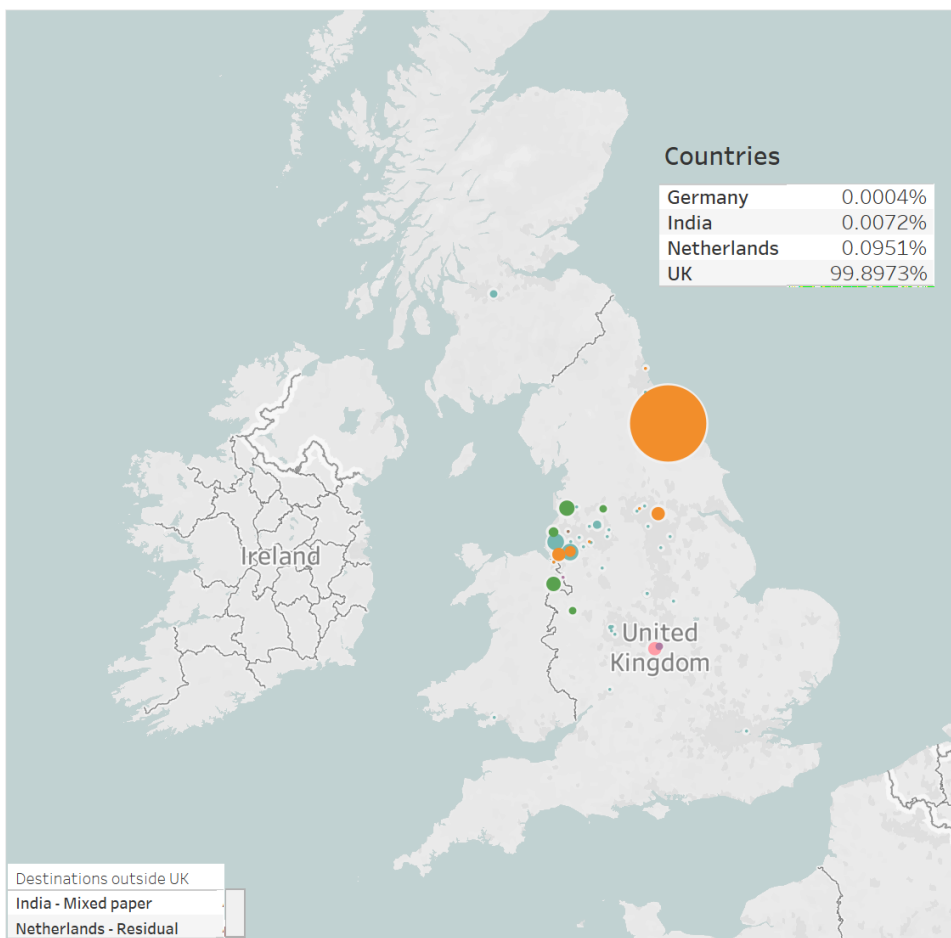 Countries
Germany 0.0004%
India 0.0072%
Netherlands 0.0951%
UK 99.8973%
Ireland
United
Kingdom
Destinations outside UK
India - Mixed paper
Netherlands - Residual